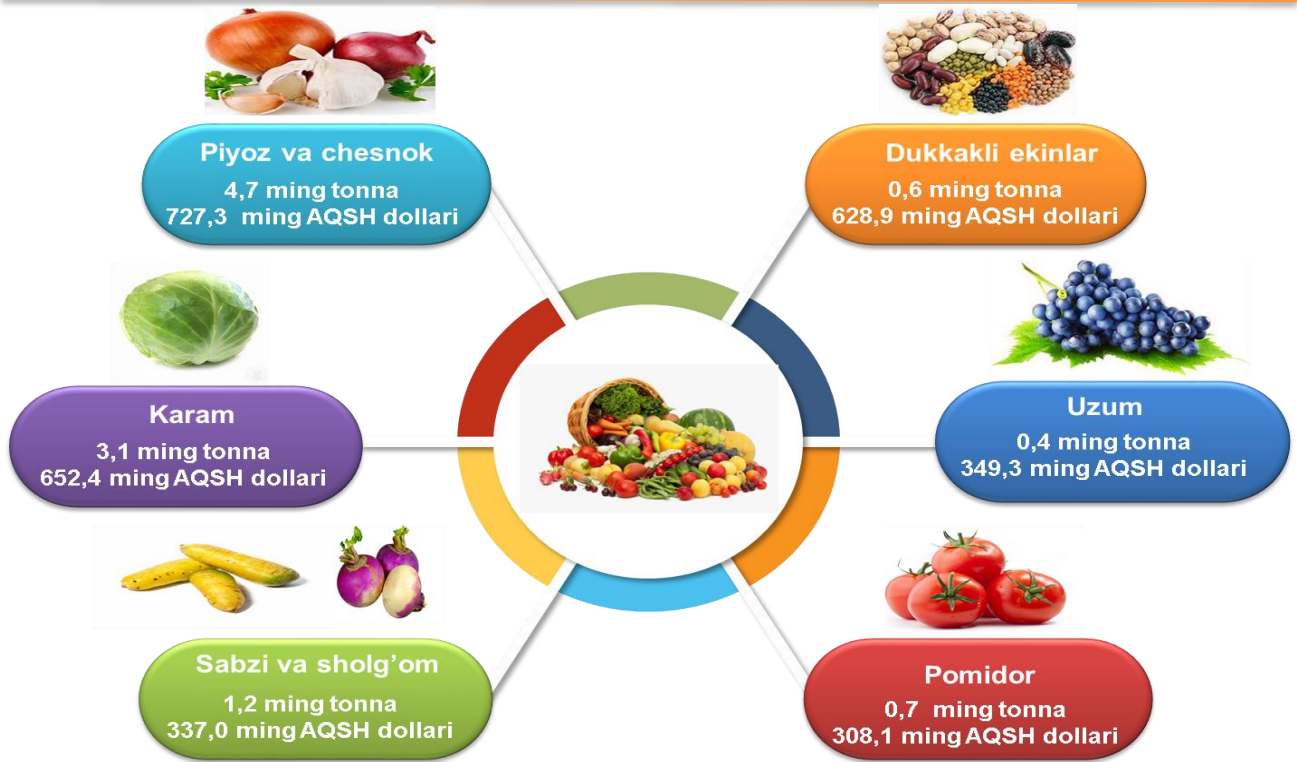 Piyoz va chesnok
4,7 ming tonna
727,3 ming AQSH dollari
Dukkakli ekinlar
0,6 ming tonna
628,9 ming AQSH dollari
Karam
3,1 ming tonna
652,4 ming AQSH dollari
Uzum
0,4 ming tonna
349,3 ming AQSH dollari
Sabzi va sholg’om
1,2 ming tonna
337,0 ming AQSH dollari
Pomidor
0,7 ming tonna
308,1 ming AQSH dollari